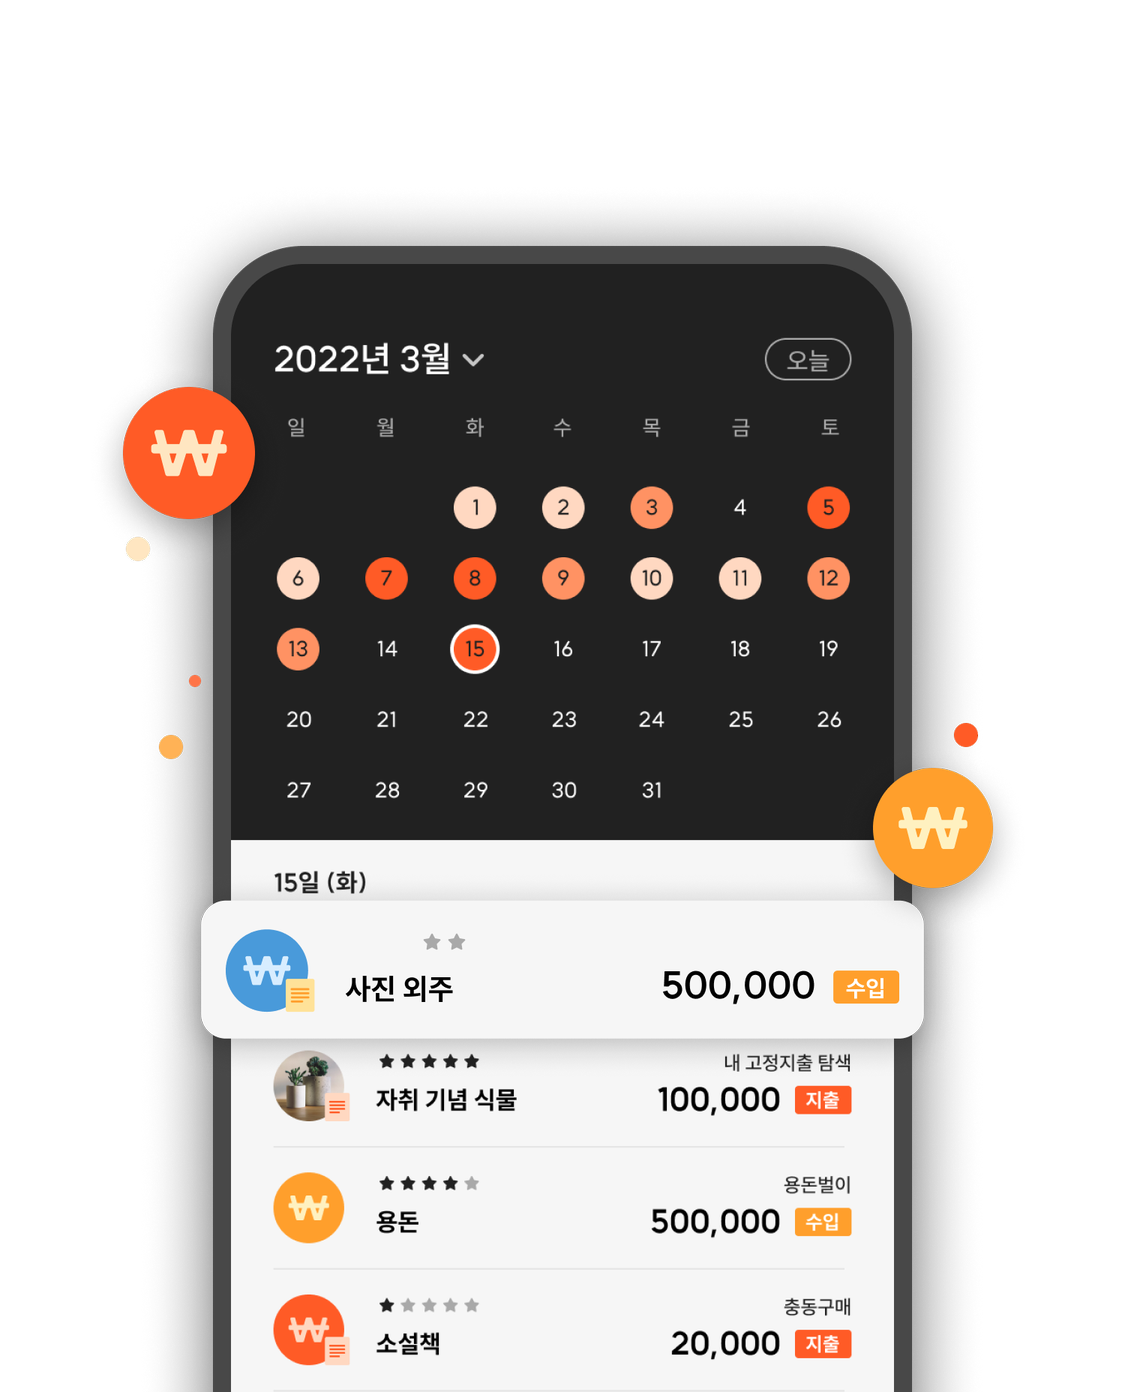 2022년 3월
오늘
일 월 화 수 목 금 토
1 2 3 4 5
6 7 8 9 10 11 12
13 14 15 16 17 18 19
20 21 22 23 24 25 26
27 28 29 30 31
15일 (화)
사진 외주 500,000 수입
내 고정지출 탐색
자취 기념 식물 100,000 지출
용돈벌이
용돈 500,000 수입
충동구매
소설책 20,000 지출